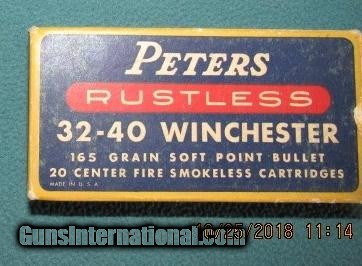 PETERS
RUSTLESS
32-40 WINCHESTER
165 GRAIN SOFT POINT BULLET
20 CENTER FIRE SMOKELESS CARTRIDGES
MADE IN U.S.A.
GunsInternational.com
10/25/2018 11:14